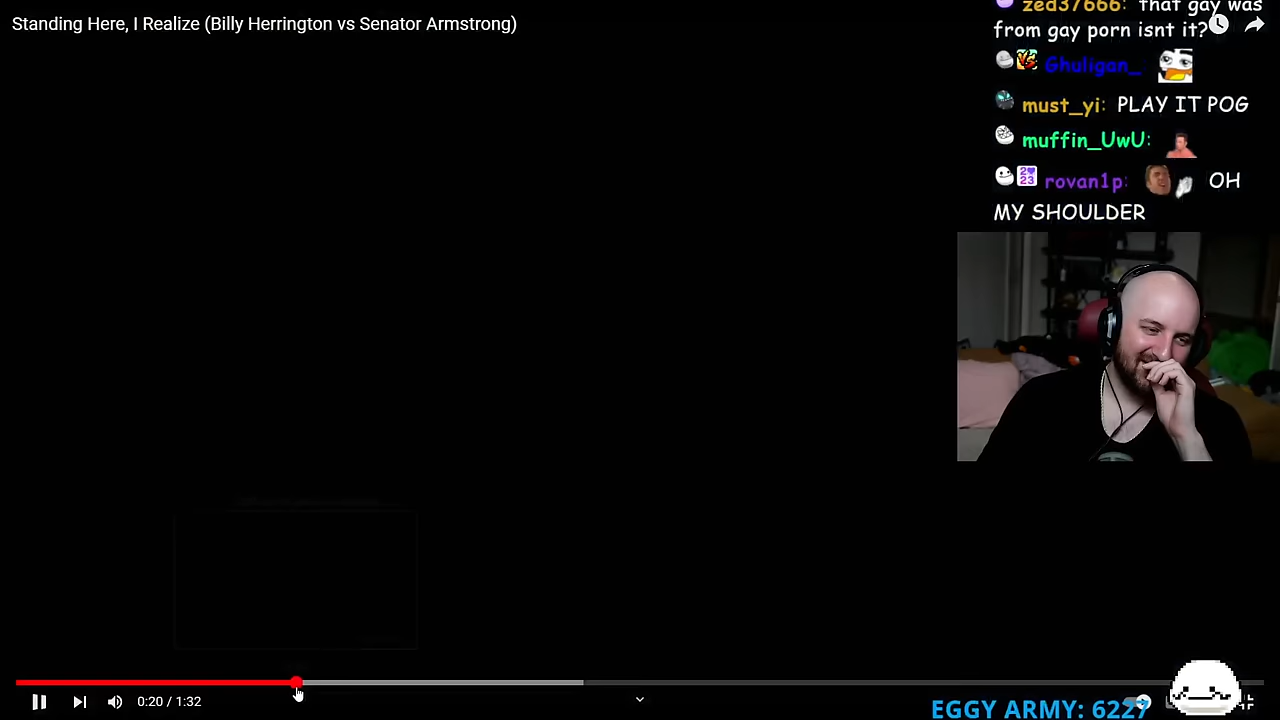 Standing Here, I Realize (Billy Herrington vs Senator Armstrong)
zed37666: that gay was
from gay porn isnt it?
Ghuligan_
must_yi: PLAY IT POG
muffin_UwU:
rovan1p: OH
MY SHOULDER
0:20 / 1:32
EGGY ARMY: 6227